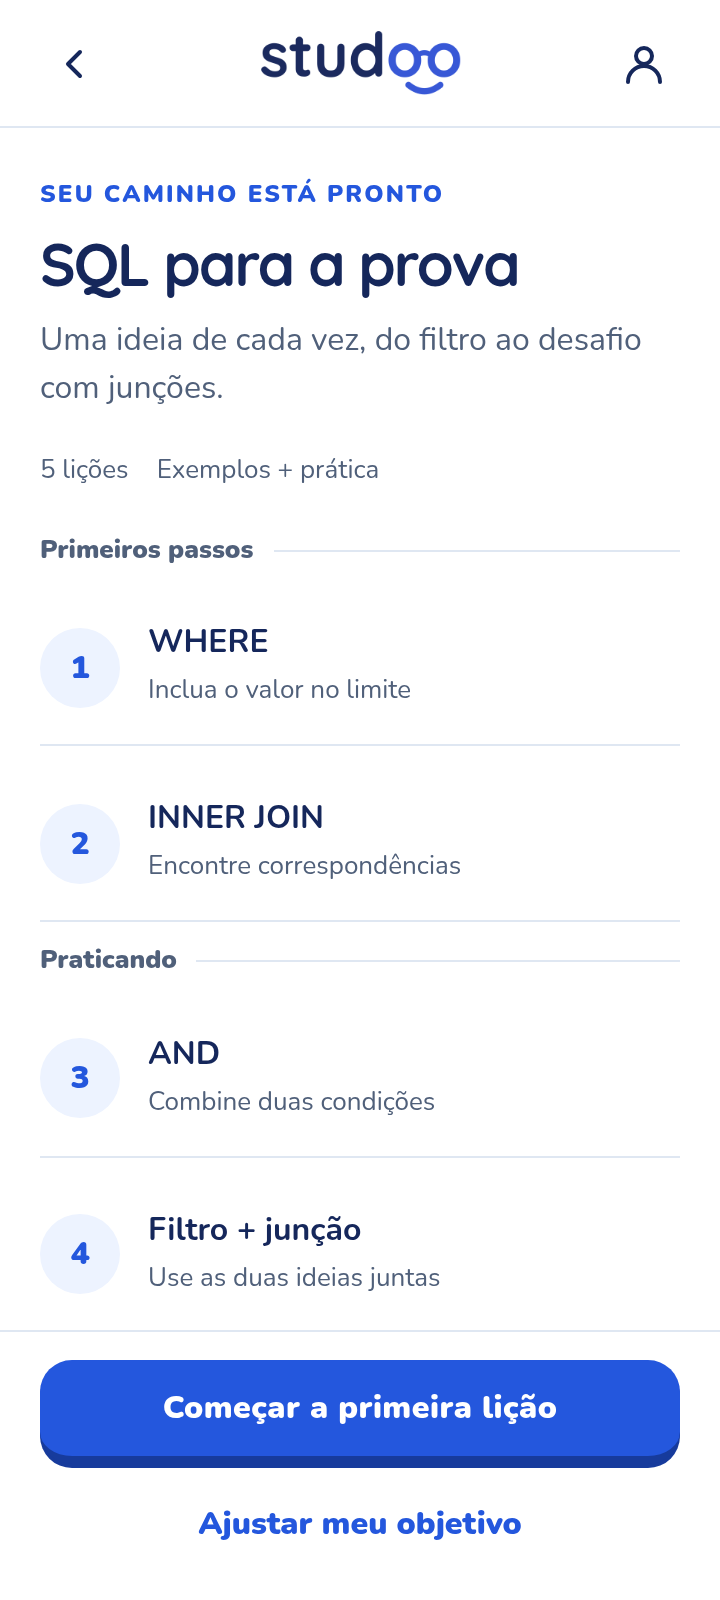 studoo
SEU CAMINHO ESTÁ PRONTO
SQL para a prova
Uma ideia de cada vez, do filtro ao desafio
com junções.
5 lições Exemplos + prática
Primeiros passos
1
WHERE
Inclua o valor no limite
2
INNER JOIN
Encontre correspondências
Praticando
3
AND
Combine duas condições
4
Filtro + junção
Use as duas ideias juntas
Começar a primeira lição
Ajustar meu objetivo